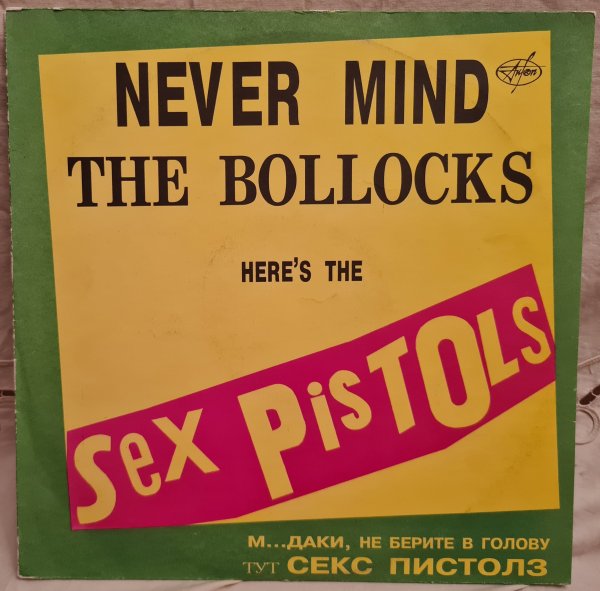 NEVER MIND
THE BOLLOCKS
HERE'S THE
Sex PisTOLs
М...ДАКИ, НЕ БЕРИТЕ В ГОЛОВУ
ТУТ СЕКС ПИСТОЛЗ